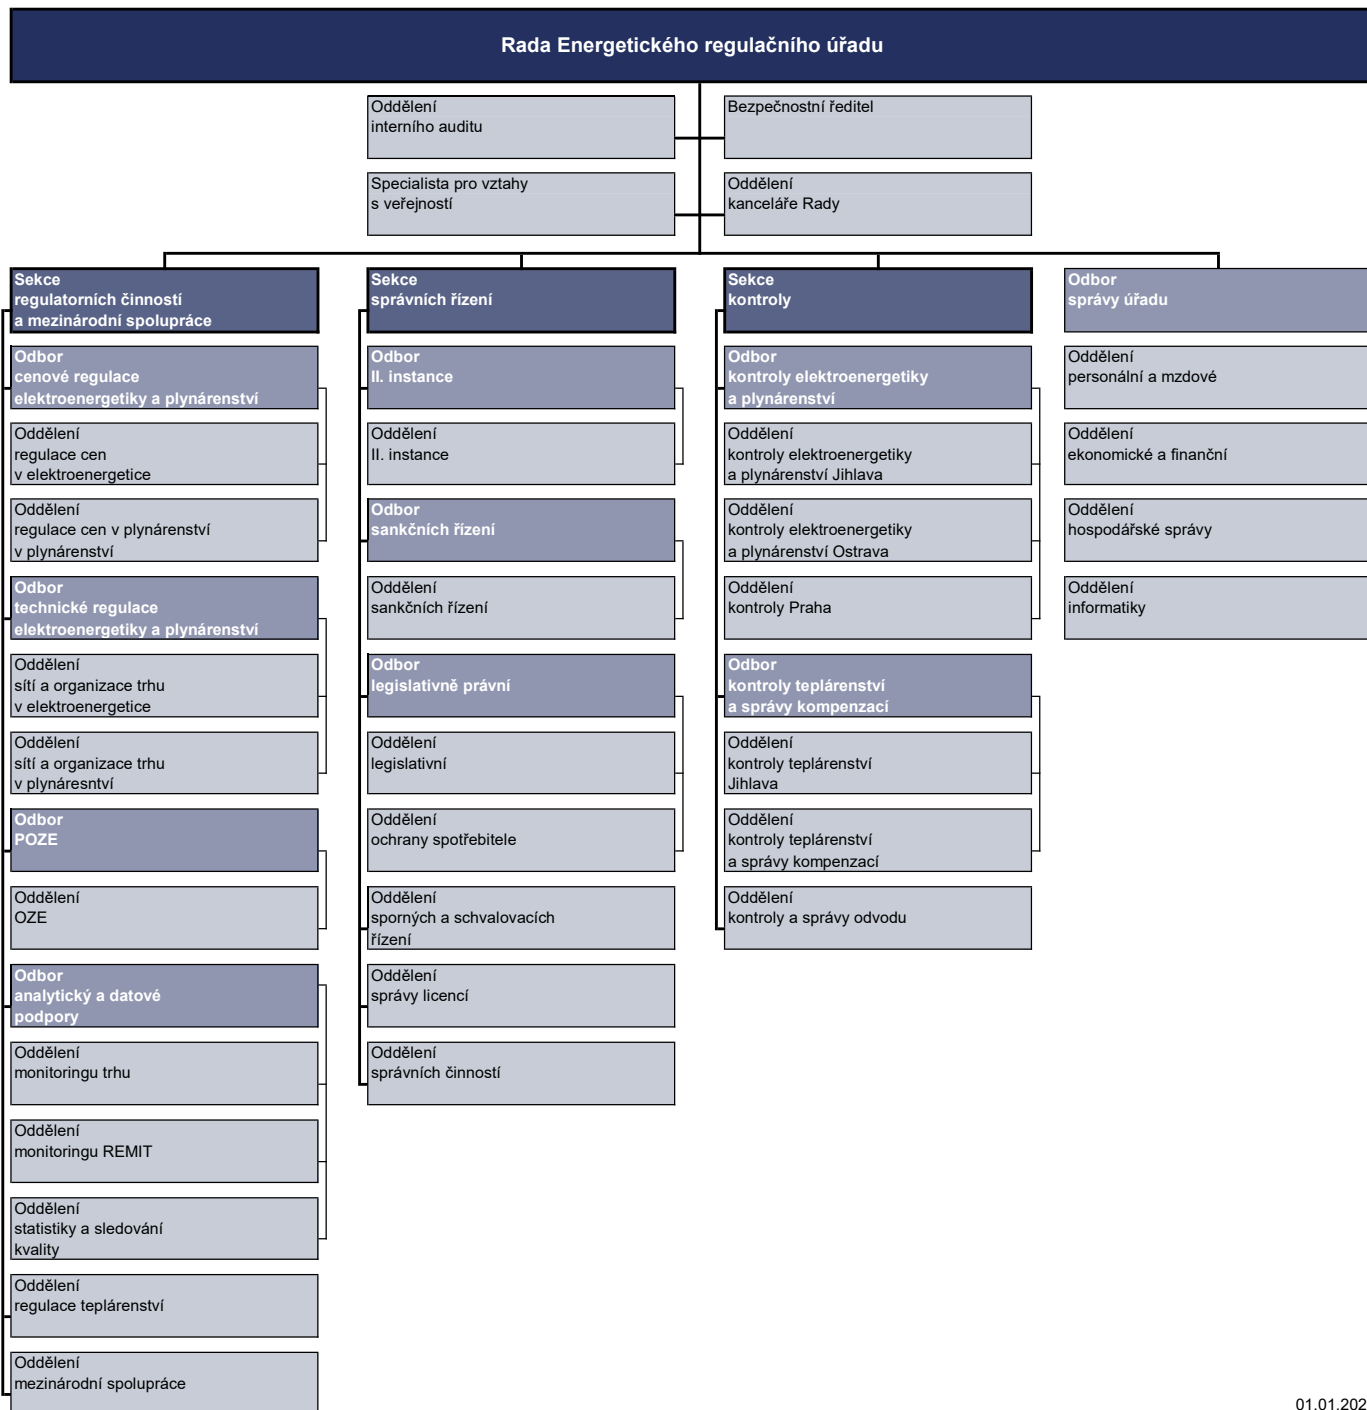 Rada Energetického regulačního úřadu
Oddělení
interního auditu
Bezpečnostní ředitel
Specialista pro vztahy
s veřejností
Oddělení
kanceláře Rady
Sekce
regulatorních činností
a mezinárodní spolupráce
Odbor
cenové regulace
elektroenergetiky a plynárenství
Oddělení
regulace cen
v elektroenergetice
Oddělení
regulace cen v plynárenství
v plynárenství
Odbor
technické regulace
elektroenergetiky a plynárenství
Oddělení
sítí a organizace trhu
v elektroenergetice
Oddělení
sítí a organizace trhu
v plynáresntví
Odbor
POZE
Oddělení
OZE
Odbor
analytický a datové
podpory
Oddělení
monitoringu trhu
Oddělení
monitoringu REMIT
Oddělení
statistiky a sledování
kvality
Oddělení
regulace teplárenství
Oddělení
mezinárodní spolupráce
Sekce
správních řízení
Odbor
II. instance
Oddělení
II. instance
Odbor
sankčních řízení
Oddělení
sankčních řízení
Odbor
legislativně právní
Oddělení
legislativní
Oddělení
ochrany spotřebitele
Oddělení
sporných a schvalovacích
řízení
Oddělení
správy licencí
Oddělení
správních činností
Sekce
kontroly
Odbor
kontroly elektroenergetiky
a plynárenství
Oddělení
kontroly elektroenergetiky
a plynárenství Jihlava
Oddělení
kontroly elektroenergetiky
a plynárenství Ostrava
Oddělení
kontroly Praha
Odbor
kontroly teplárenství
a správy kompenzací
Oddělení
kontroly teplárenství
Jihlava
Oddělení
kontroly teplárenství
a správy kompenzací
Oddělení
kontroly a správy odvodu
Odbor
správy úřadu
Oddělení
personální a mzdové
Oddělení
ekonomické a finanční
Oddělení
hospodářské správy
Oddělení
informatiky
01.01.202